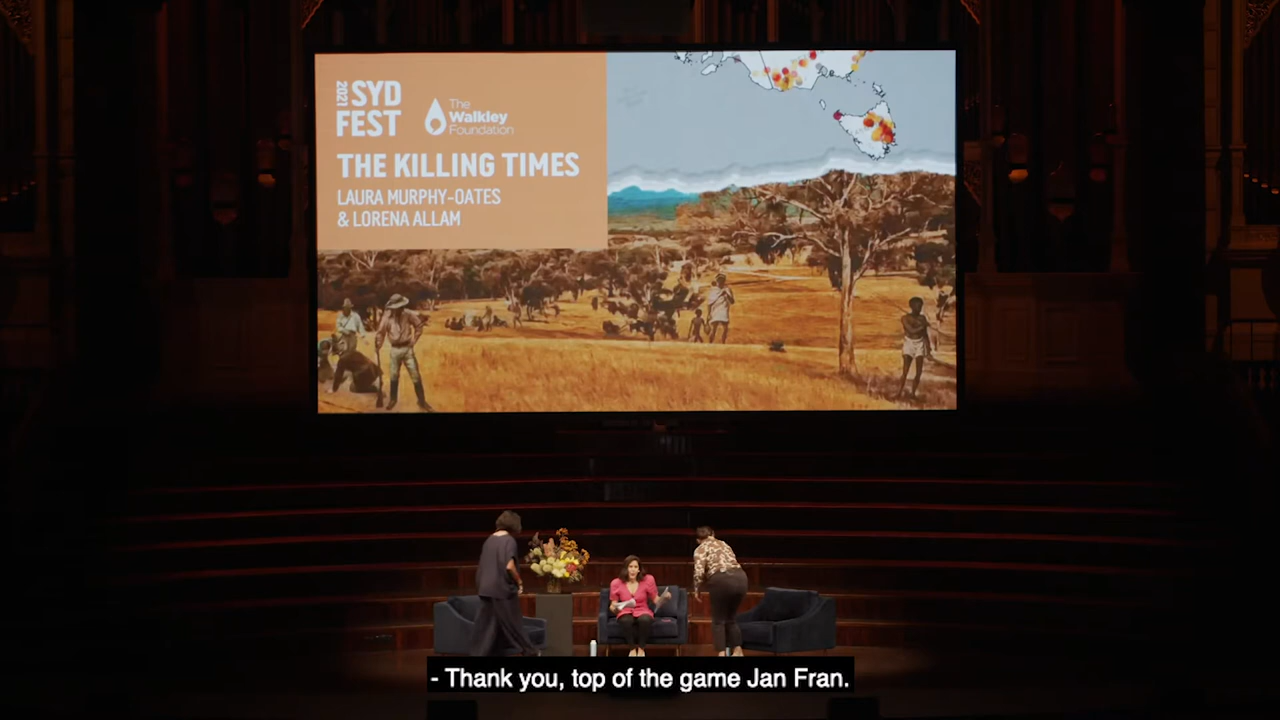 2021 SYD
FEST
The
Walkley
Foundation
THE KILLING TIMES
LAURA MURPHY-OATES
& LORENA ALLAM
- Thank you, top of the game Jan Fran.